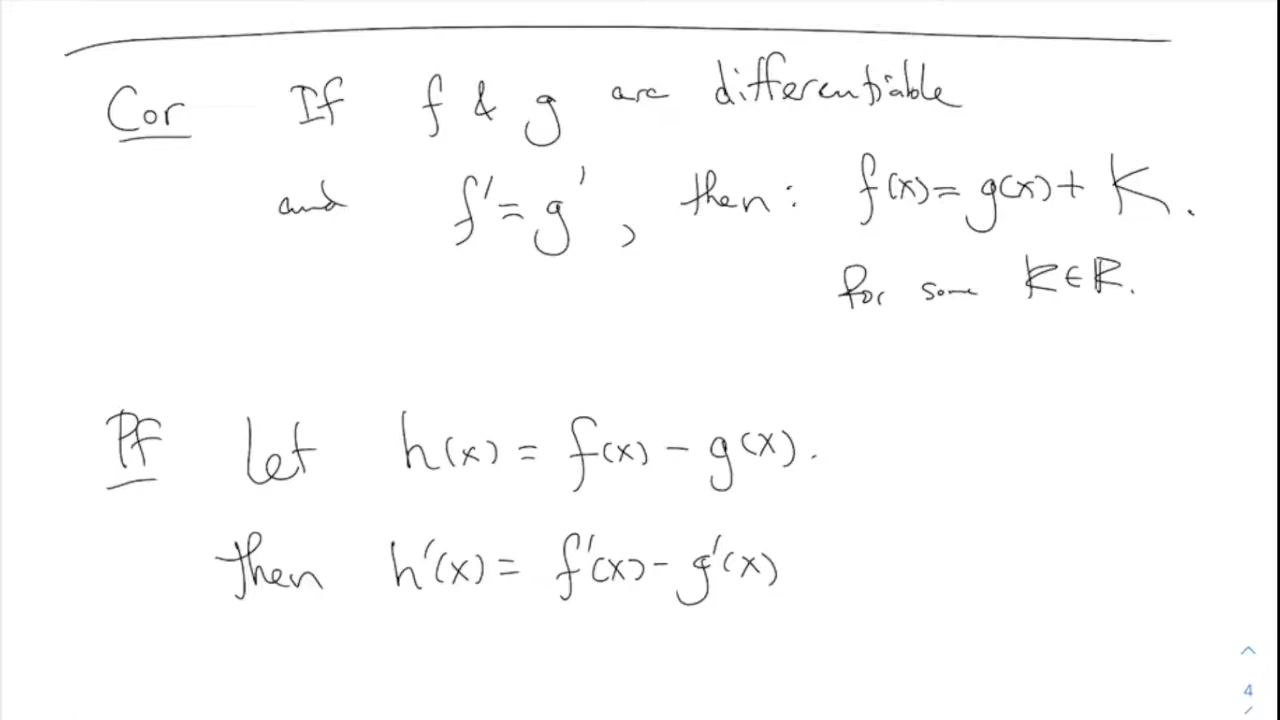 Cor If f & g are differentiable
and f' = g', then: f(x) = g(x) + K.
for some K ∈ ℝ.
Pf Let h(x) = f(x) - g(x).
then h'(x) = f'(x) - g'(x)
4